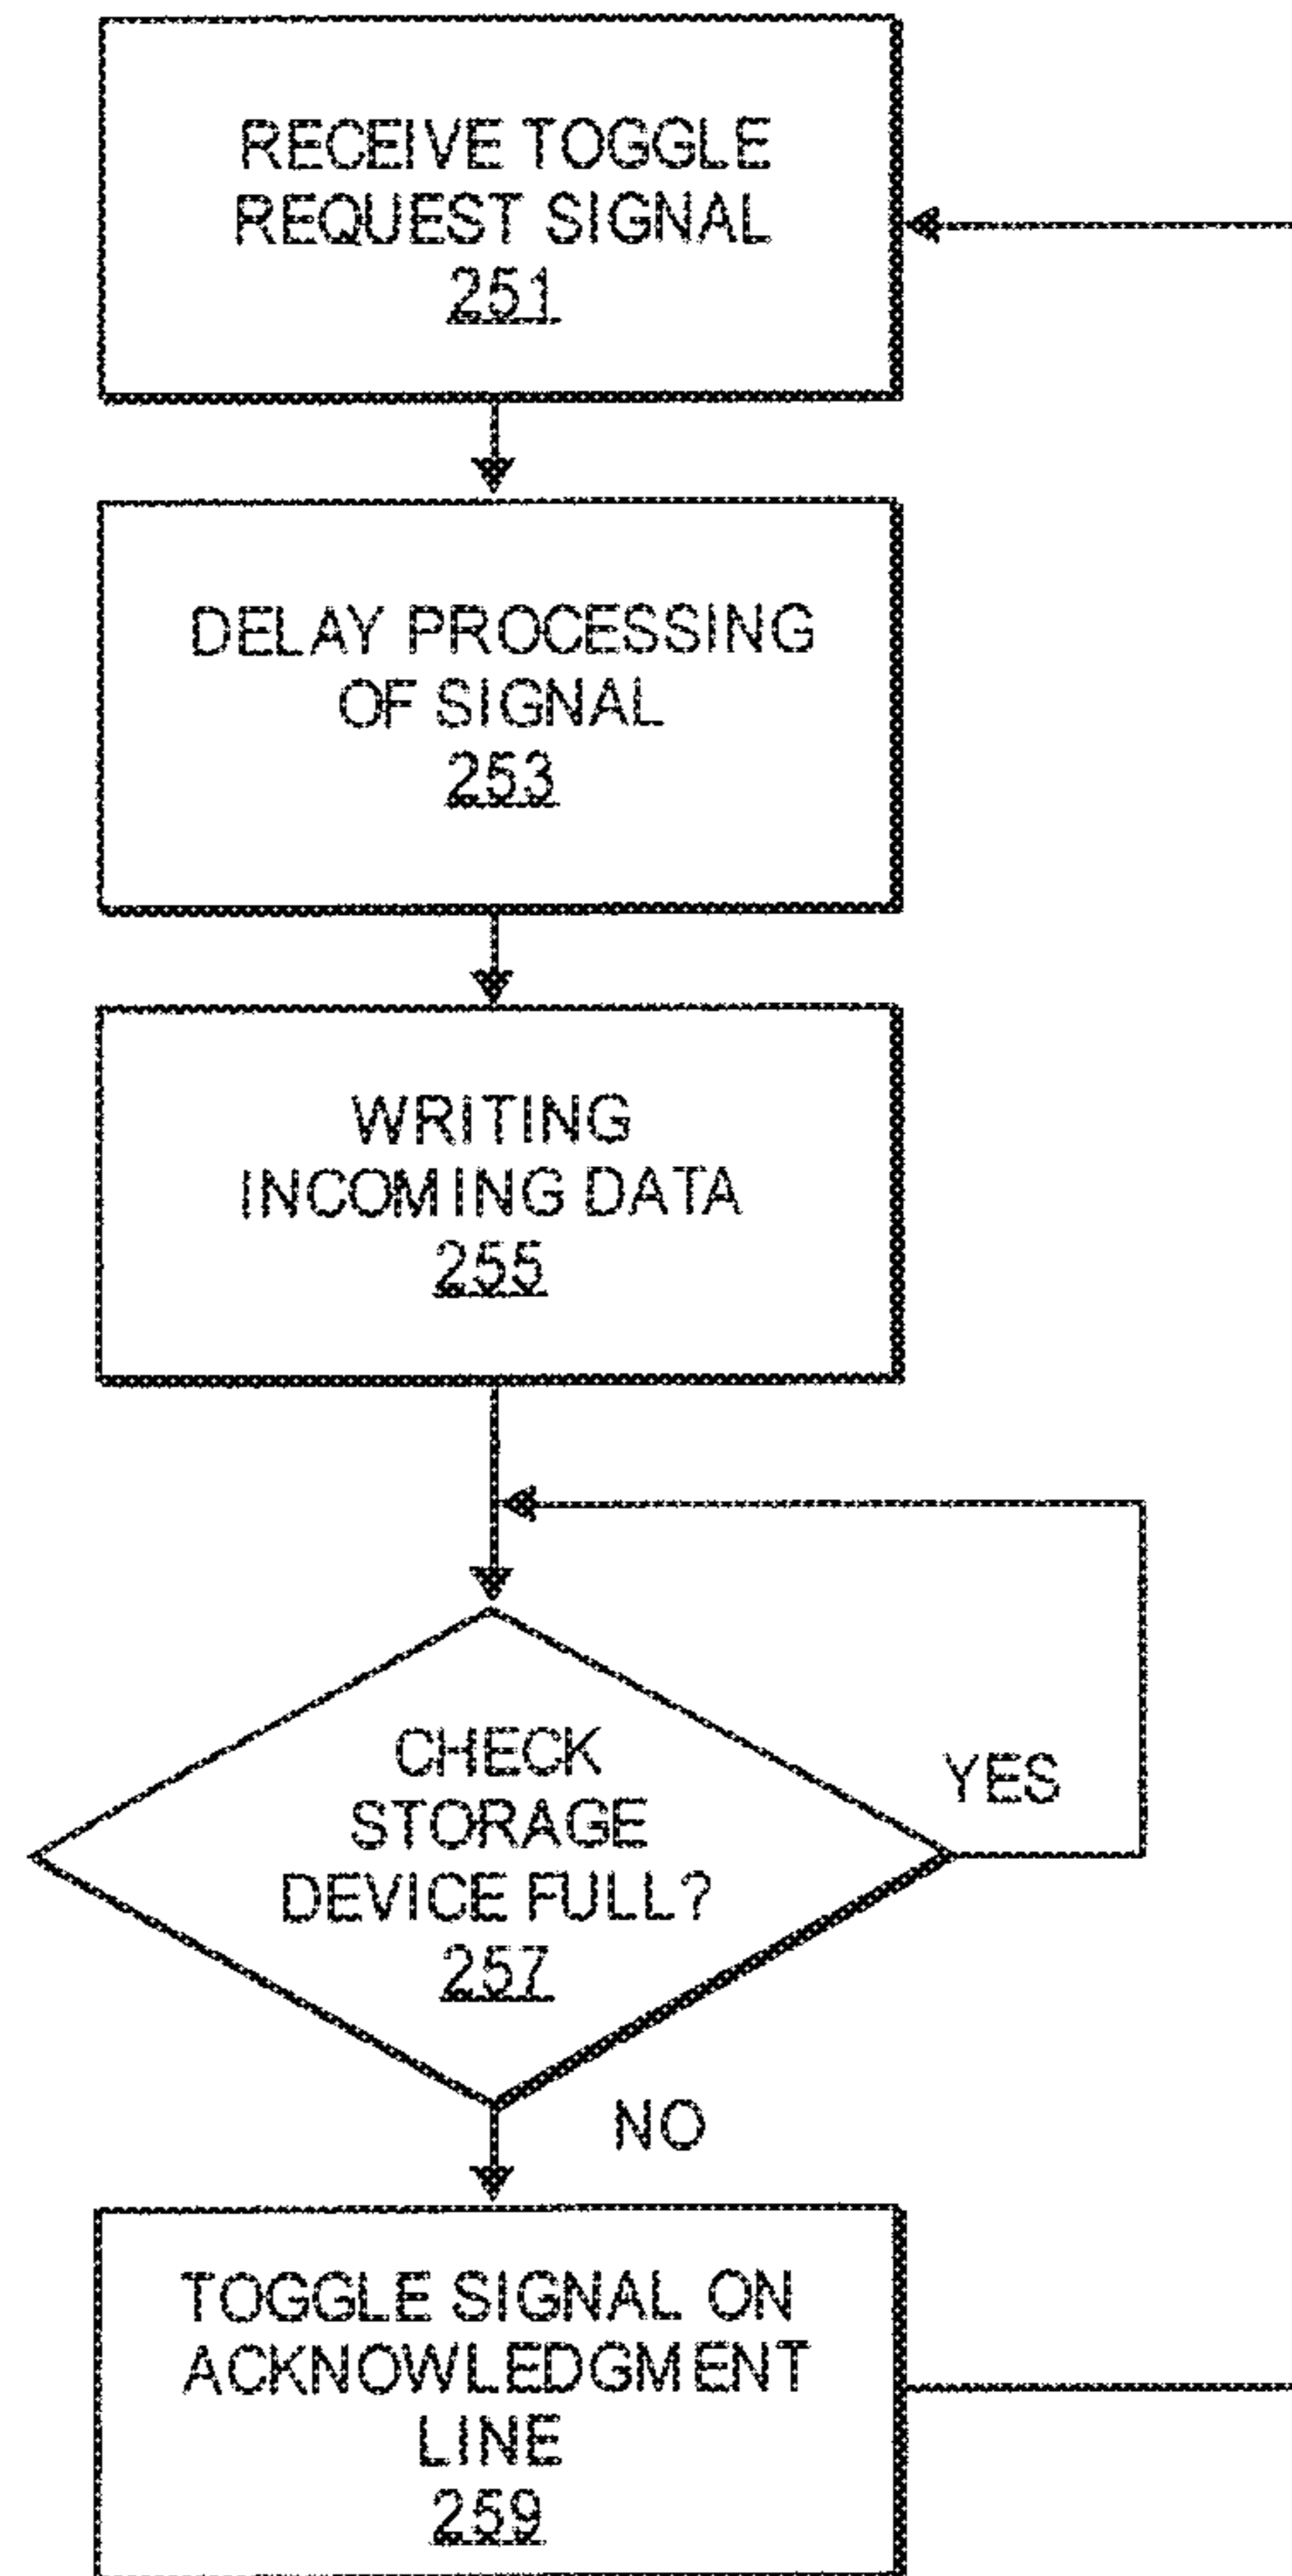 RECEIVE TOGGLE
REQUEST SIGNAL
251
DELAY PROCESSING
OF SIGNAL
253
WRITING
INCOMING DATA
255
CHECK
STORAGE
DEVICE FULL?
257
YES
NO
TOGGLE SIGNAL ON
ACKNOWLEDGMENT
LINE
259